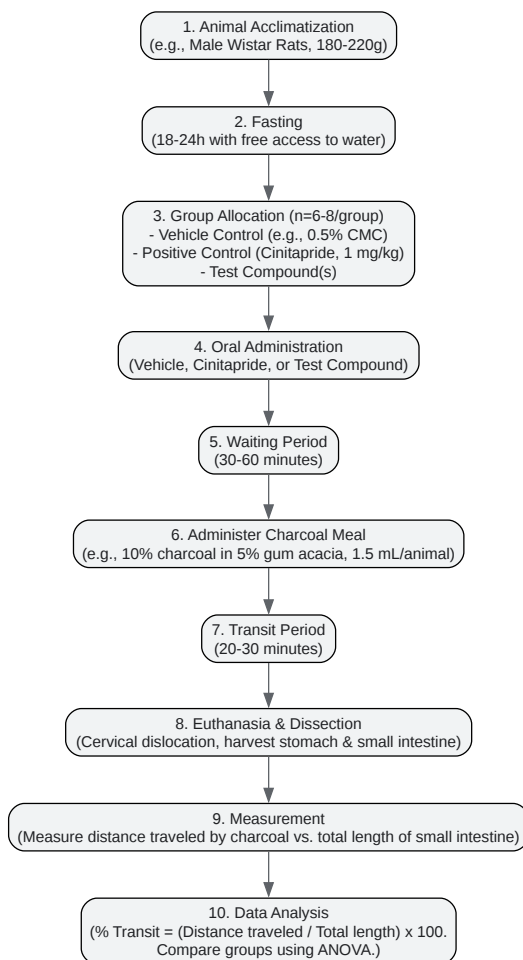 1. Animal Acclimatization
(e.g., Male Wistar Rats, 180-220g)
2. Fasting
(18-24h with free access to water)
3. Group Allocation (n=6-8/group)
- Vehicle Control (e.g., 0.5% CMC)
- Positive Control (Cinitapride, 1 mg/kg)
- Test Compound(s)
4. Oral Administration
(Vehicle, Cinitapride, or Test Compound)
5. Waiting Period
(30-60 minutes)
6. Administer Charcoal Meal
(e.g., 10% charcoal in 5% gum acacia, 1.5 mL/animal)
7. Transit Period
(20-30 minutes)
8. Euthanasia & Dissection
(Cervical dislocation, harvest stomach & small intestine)
9. Measurement
(Measure distance traveled by charcoal vs. total length of small intestine)
10. Data Analysis
(% Transit = (Distance traveled / Total length) x 100.
Compare groups using ANOVA.)